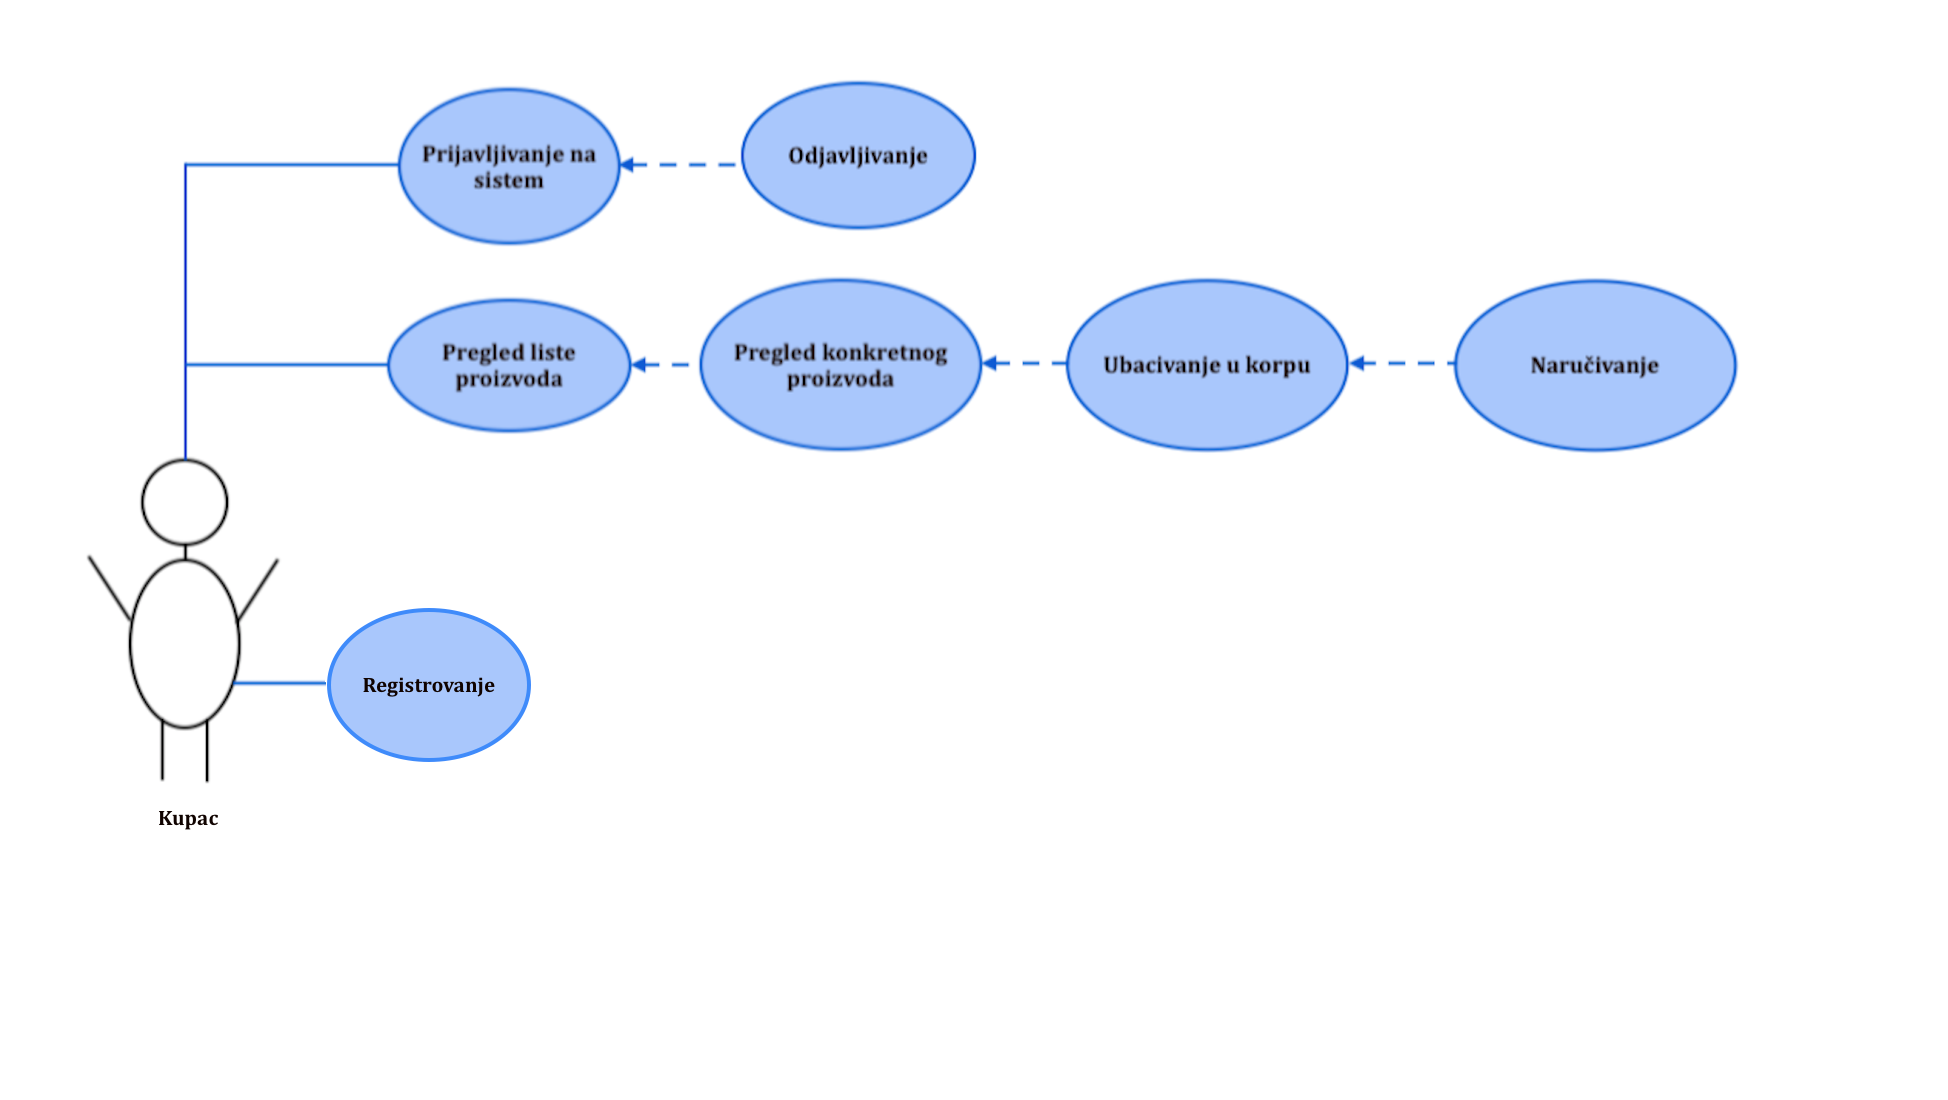 Prijavljivanje na
sistem
Odjavljivanje
Pregled liste
proizvoda
Pregled konkretnog
proizvoda
Ubacivanje u korpu
Naručivanje
Registrovanje
Kupac